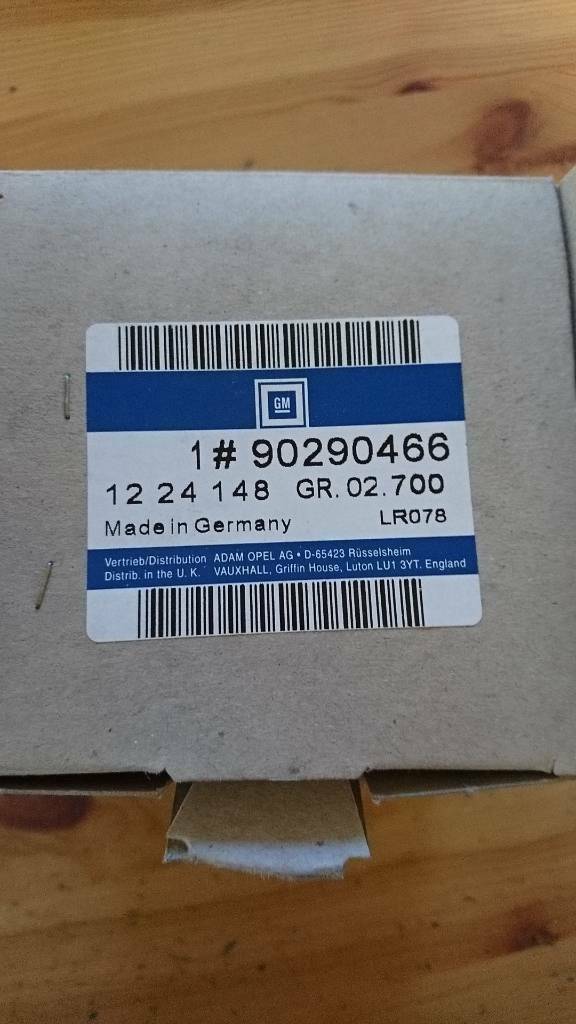 GM
1# 90290466
12 24 148 GR. 02.700
Made in Germany LR078
Vertrieb/Distribution ADAM OPEL AG • D-65423 Rüsselsheim
Distrib. in the U. K. VAUXHALL, Griffin House, Luton LU1 3YT. England